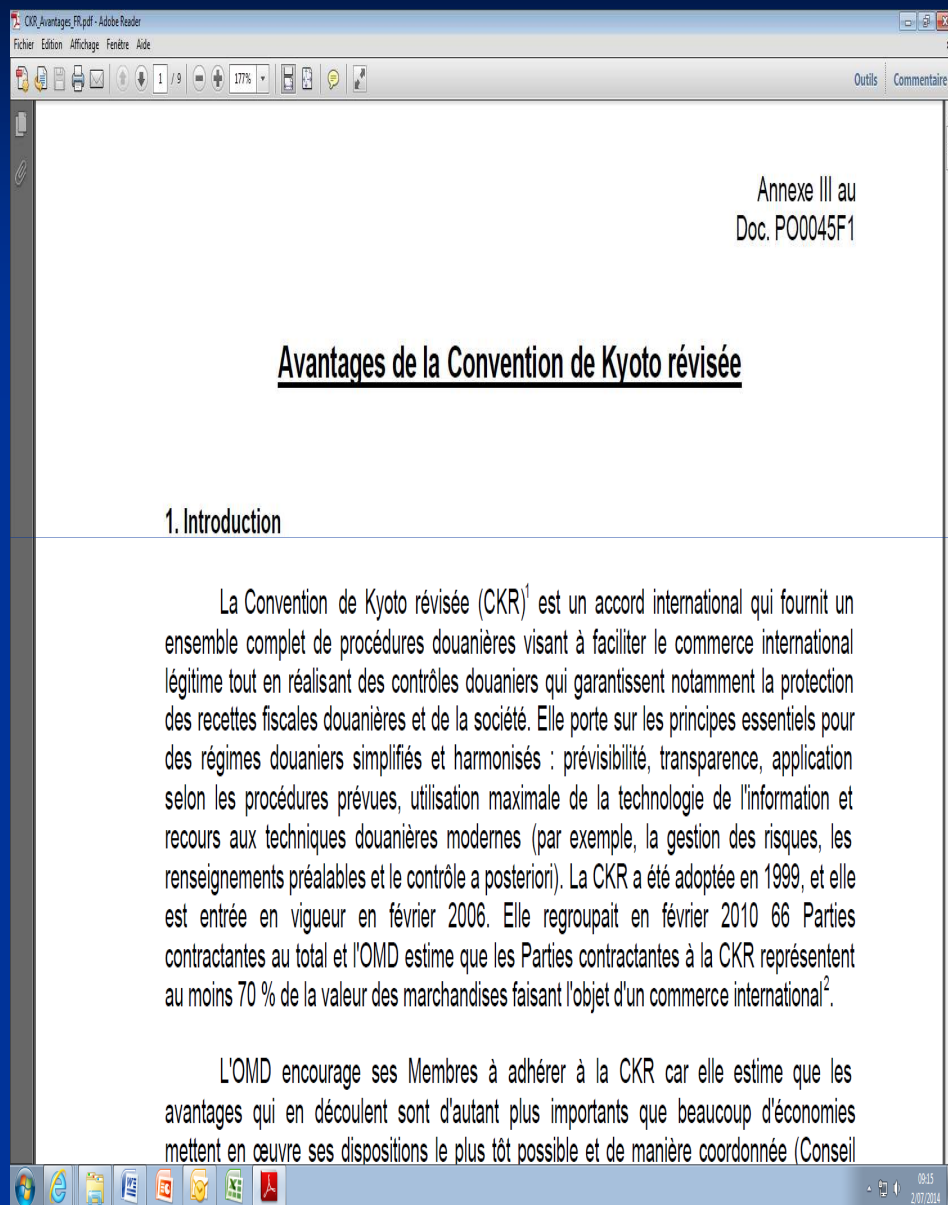 CKR_Avantages_FR.pdf - Adobe Reader
Fichier Edition Affichage Fenêtre Aide
1 / 9 177% Outils Commentaire
Annexe III au
Doc. PO0045F1
Avantages de la Convention de Kyoto révisée
1. Introduction
La Convention de Kyoto révisée (CKR)1 est un accord international qui fournit un
ensemble complet de procédures douanières visant à faciliter le commerce international
légitime tout en réalisant des contrôles douaniers qui garantissent notamment la protection
des recettes fiscales douanières et de la société. Elle porte sur les principes essentiels pour
des régimes douaniers simplifiés et harmonisés : prévisibilité, transparence, application
selon les procédures prévues, utilisation maximale de la technologie de l'information et
recours aux techniques douanières modernes (par exemple, la gestion des risques, les
renseignements préalables et le contrôle a posteriori). La CKR a été adoptée en 1999, et elle
est entrée en vigueur en février 2006. Elle regroupait en février 2010 66 Parties
contractantes au total et l'OMD estime que les Parties contractantes à la CKR représentent
au moins 70 % de la valeur des marchandises faisant l'objet d'un commerce international2.
L'OMD encourage ses Membres à adhérer à la CKR car elle estime que les
avantages qui en découlent sont d'autant plus importants que beaucoup d'économies
mettent en œuvre ses dispositions le plus tôt possible et de manière coordonnée (Conseil
09:15
2/07/2014